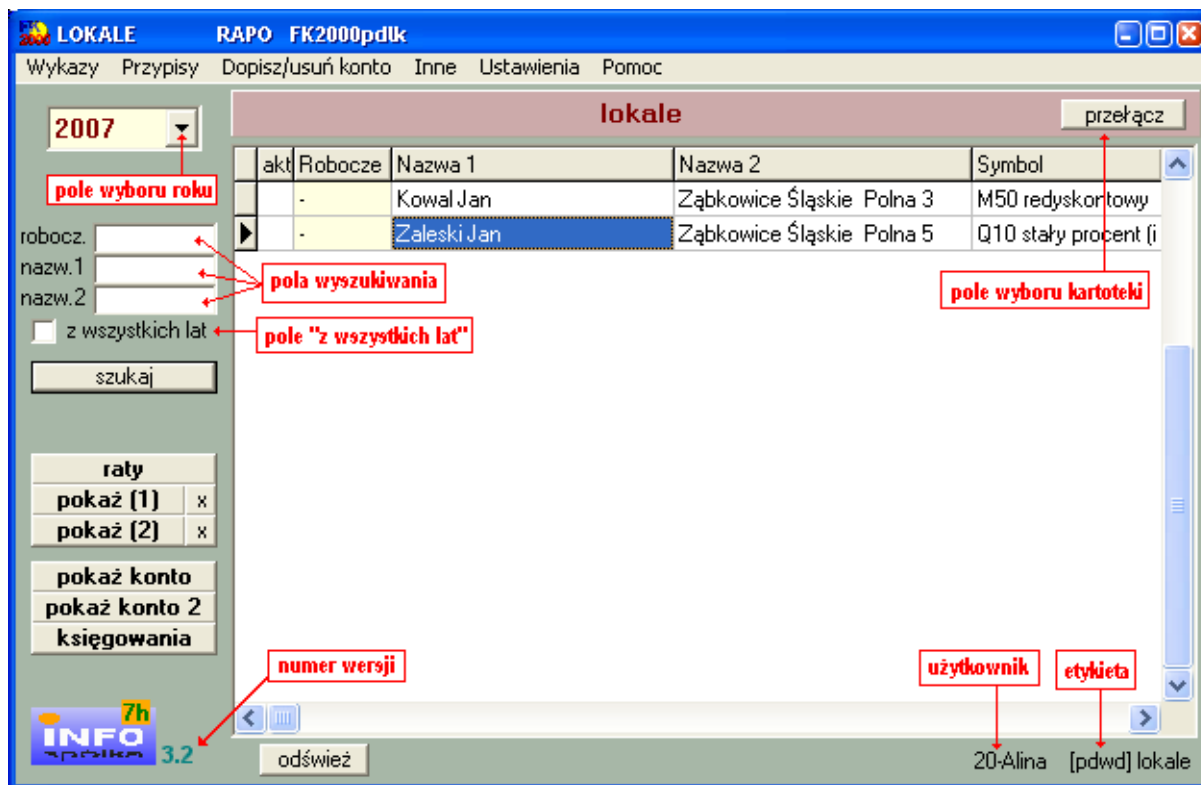 FK 2000 LOKALE RAPO FK2000pdlk
Wykazy Przypisy Dopisz/usuń konto Inne Ustawienia Pomoc
2007
lokale
przełącz
pole wyboru roku
akt Robocze Nazwa 1 Nazwa 2 Symbol
- Kowal Jan Ząbkowice Śląskie Polna 3 M50 redyskontowy
- Zaleski Jan Ząbkowice Śląskie Polna 5 Q10 stały procent (i
robocz.
nazw.1
nazw.2
pola wyszukiwania
pole wyboru kartoteki
z wszystkich lat
pole "z wszystkich lat"
szukaj
raty
pokaż (1) x
pokaż (2) x
pokaż konto
pokaż konto 2
księgowania
numer wersji
użytkownik
etykieta
7h
INFO
spółka
3.2
odśwież
20-Alina [pdwd] lokale